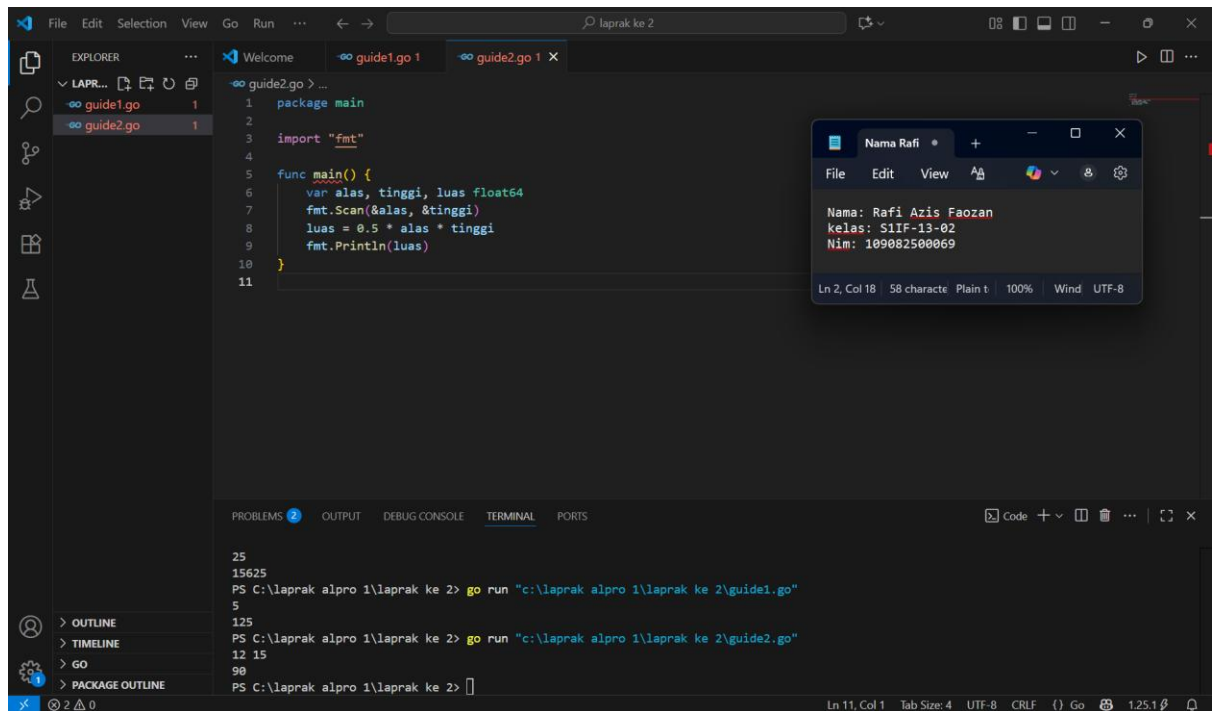 File Edit Selection View Go Run ... laprak ke 2
EXPLORER ...
LAPR...
guide1.go 1
guide2.go 1
Welcome guide1.go 1 guide2.go 1
guide2.go > ...
1 package main
2
3 import "fmt"
4
5 func main() {
6 var alas, tinggi, luas float64
7 fmt.Scan(&alas, &tinggi)
8 luas = 0.5 * alas * tinggi
9 fmt.Println(luas)
10 }
11
Nama Rafi
File Edit View
Nama: Rafi Azis Faozan
kelas: S1IF-13-02
Nim: 109082500069
Ln 2, Col 18 58 characte Plain t 100% Wind UTF-8
PROBLEMS 2 OUTPUT DEBUG CONSOLE TERMINAL PORTS Code
25
15625
PS C:\laprak alpro 1\laprak ke 2> go run "c:\laprak alpro 1\laprak ke 2\guide1.go"
5
125
PS C:\laprak alpro 1\laprak ke 2> go run "c:\laprak alpro 1\laprak ke 2\guide2.go"
12 15
90
PS C:\laprak alpro 1\laprak ke 2>
> OUTLINE
> TIMELINE
> GO
> PACKAGE OUTLINE
1
2 0 Ln 11, Col 1 Tab Size: 4 UTF-8 CRLF {} Go 1.25.1